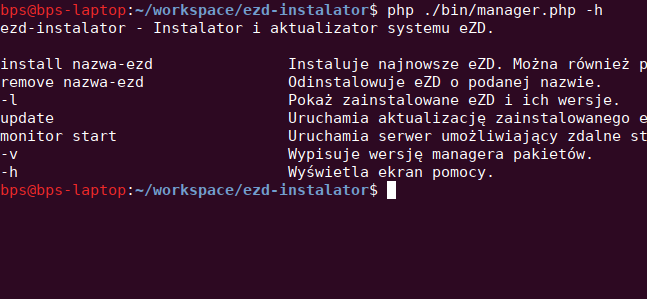 bps@bps-laptop:~/workspace/ezd-instalator$ php ./bin/manager.php -h
ezd-instalator - Instalator i aktualizator systemu eZD.
install nazwa-ezd Instaluje najnowsze eZD. Można również p
remove nazwa-ezd Odinstalowuje eZD o podanej nazwie.
-l Pokaż zainstalowane eZD i ich wersje.
update Uruchamia aktualizację zainstalowanego e
monitor start Uruchamia serwer umożliwiający zdalne st
-v Wypisuje wersję managera pakietów.
-h Wyświetla ekran pomocy.
bps@bps-laptop:~/workspace/ezd-instalator$